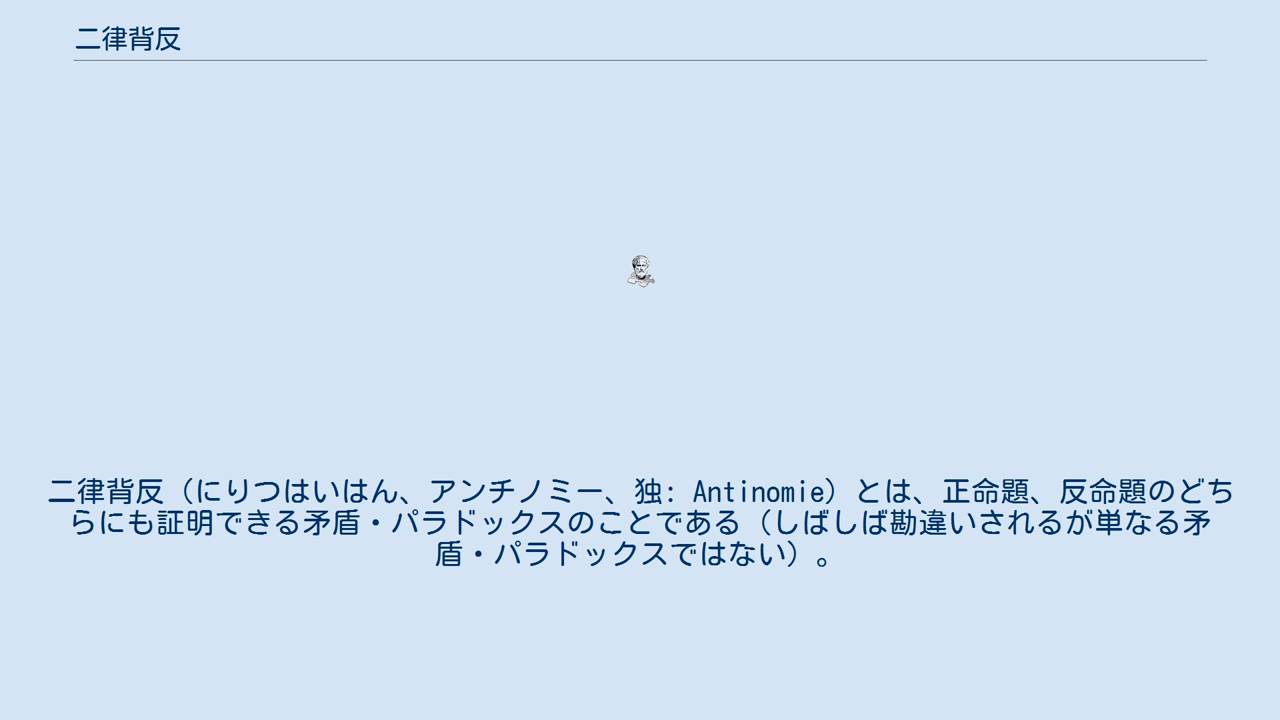 二律背反
二律背反（にりつはいはん、アンチノミー、独: Antinomie）とは、正命題、反命題のどち
らにも証明できる矛盾・パラドックスのことである（しばしば勘違いされるが単なる矛
盾・パラドックスではない）。